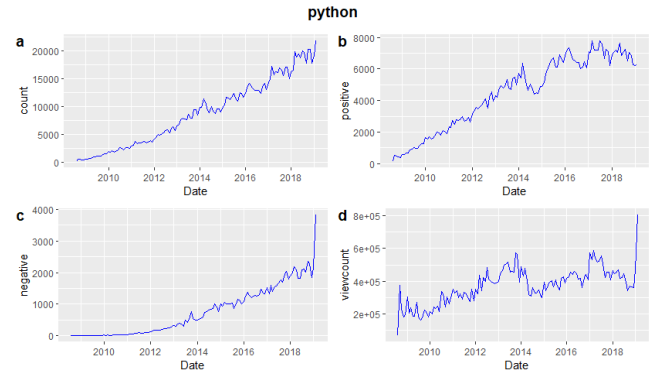 python
a
20000
15000
10000
5000
0
count
2010 2012 2014 2016 2018
Date
b
8000
6000
4000
2000
0
positive
2010 2012 2014 2016 2018
Date
c
4000
3000
2000
1000
0
negative
2010 2012 2014 2016 2018
Date
d
8e+05
6e+05
4e+05
2e+05
viewcount
2010 2012 2014 2016 2018
Date